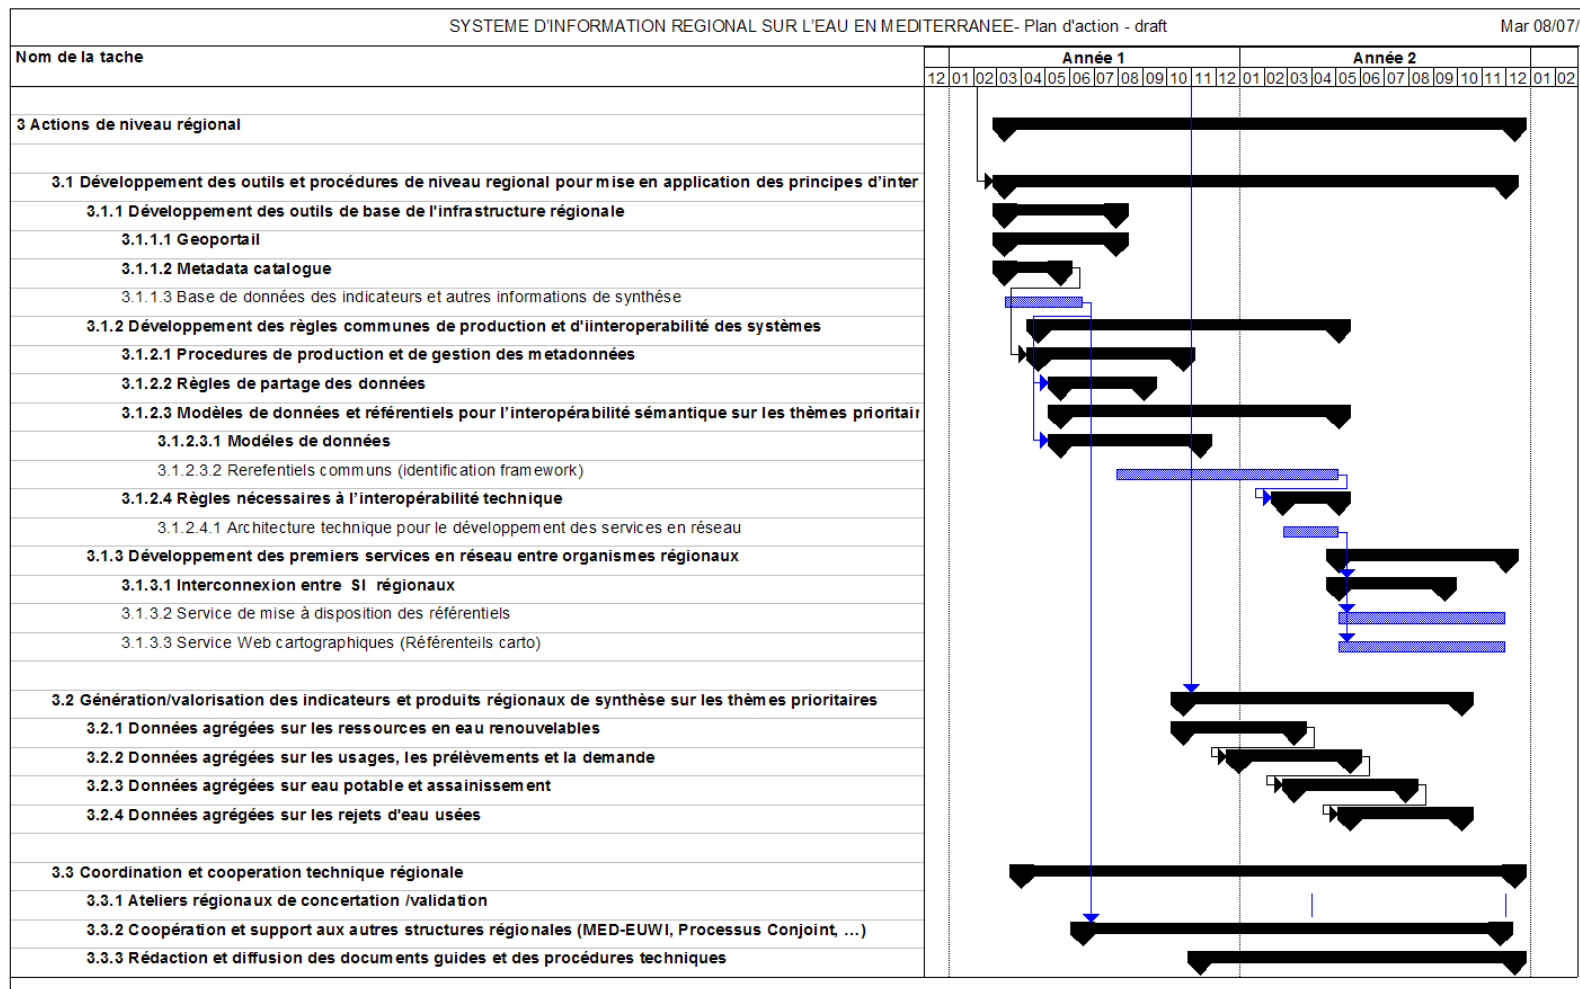 SYSTEME D'INFORMATION REGIONAL SUR L'EAU EN MEDITERRANEE- Plan d'action - draft Mar 08/07/
Nom de la tache Année 1 Année 2
12 01 02 03 04 05 06 07 08 09 10 11 12 01 02 03 04 05 06 07 08 09 10 11 12 01 02
3 Actions de niveau régional
3.1 Développement des outils et procédures de niveau regional pour mise en application des principes d'inter
3.1.1 Développement des outils de base de l'infrastructure régionale
3.1.1.1 Geoportail
3.1.1.2 Metadata catalogue
3.1.1.3 Base de données des indicateurs et autres informations de synthése
3.1.2 Développement des règles communes de production et d'iinteroperabilité des systèmes
3.1.2.1 Procedures de production et de gestion des metadonnées
3.1.2.2 Règles de partage des données
3.1.2.3 Modèles de données et référentiels pour l'interopérabilité sémantique sur les thèmes prioritair
3.1.2.3.1 Modéles de données
3.1.2.3.2 Rerefentiels communs (identification framework)
3.1.2.4 Règles nécessaires à l'interopérabilité technique
3.1.2.4.1 Architecture technique pour le développement des services en réseau
3.1.3 Développement des premiers services en réseau entre organismes régionaux
3.1.3.1 Interconnexion entre SI régionaux
3.1.3.2 Service de mise à disposition des référentiels
3.1.3.3 Service Web cartographiques (Référenteils carto)
3.2 Génération/valorisation des indicateurs et produits régionaux de synthèse sur les thèmes prioritaires
3.2.1 Données agrégées sur les ressources en eau renouvelables
3.2.2 Données agrégées sur les usages, les prélèvements et la demande
3.2.3 Données agrégées sur eau potable et assainissement
3.2.4 Données agrégées sur les rejets d'eau usées
3.3 Coordination et cooperation technique régionale
3.3.1 Ateliers régionaux de concertation /validation
3.3.2 Coopération et support aux autres structures régionales (MED-EUWI, Processus Conjoint, ...)
3.3.3 Rédaction et diffusion des documents guides et des procédures techniques